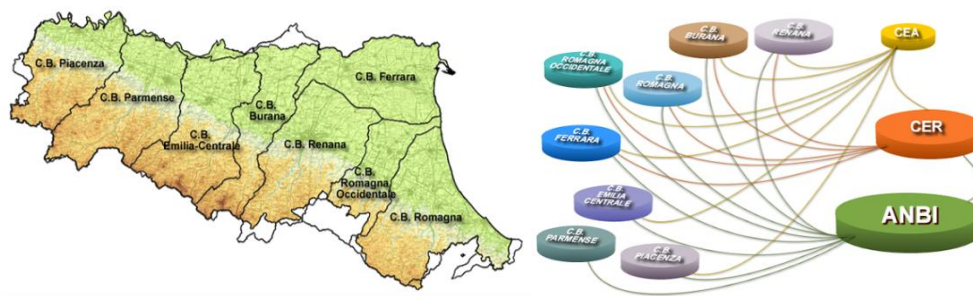 C.B. Piacenza
C.B. Parmense
C.B.
Emilia-Centrale
C.B.
Burana
C.B. Ferrara
C.B. Renana
C.B.
Romagna
Occidentale
C.B. Romagna
C.B.
BURANA
C.B.
RENANA
CEA
C.B.
ROMAGNA
OCCIDENTALE
C.B.
ROMAGNA
C.B.
FERRARA
CER
C.B.
EMILIA
CENTRALE
ANBI
C.B.
PARMENSE
C.B.
PIACENZA